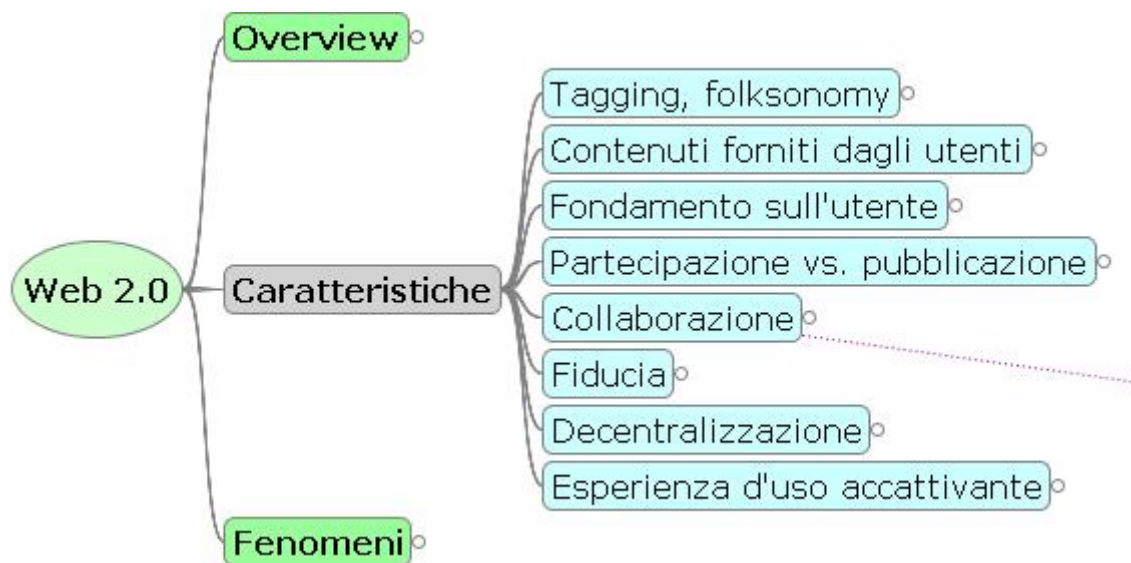 Overview
Tagging, folksonomy
Contenuti forniti dagli utenti
Fondamento sull'utente
Partecipazione vs. pubblicazione
Web 2.0
Caratteristiche
Collaborazione
Fiducia
Decentralizzazione
Esperienza d'uso accattivante
Fenomeni